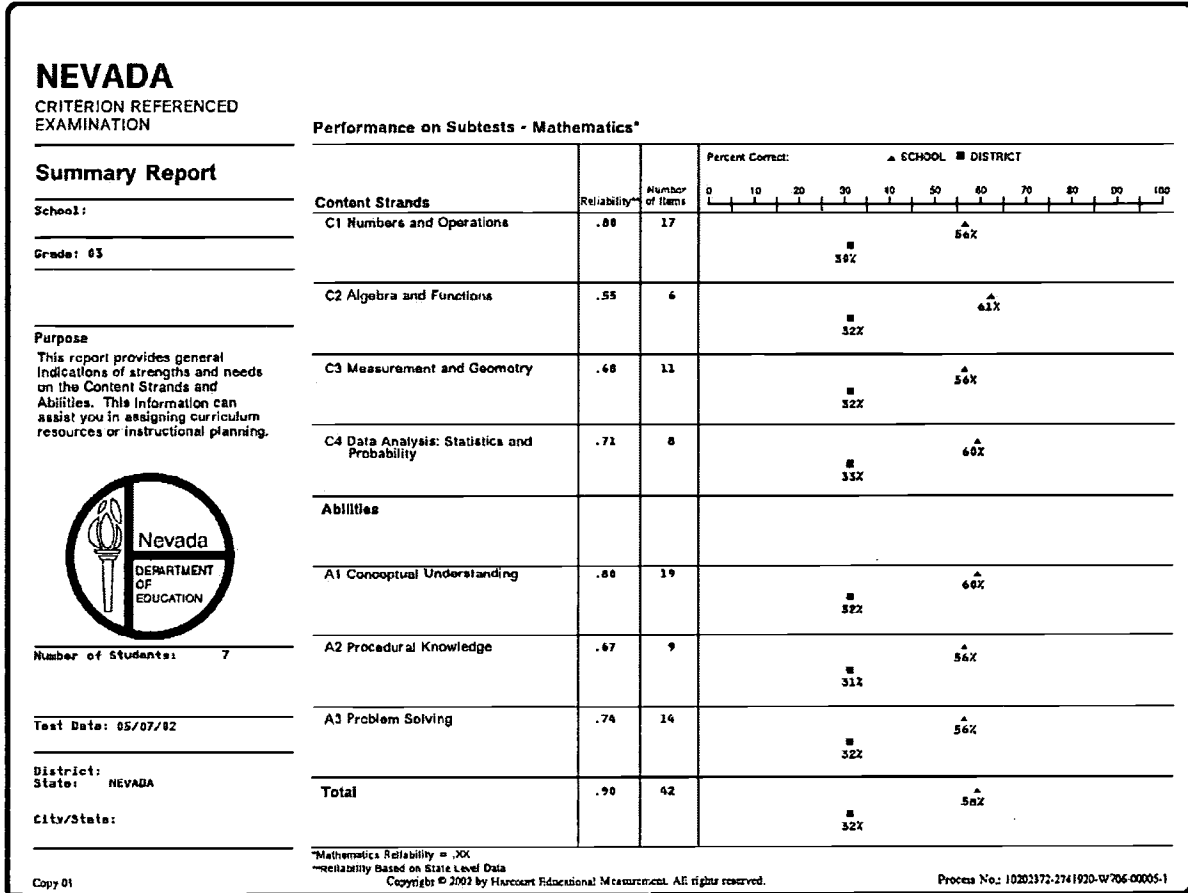 NEVADA
CRITERION REFERENCED
EXAMINATION
Summary Report
School:
Grade: 03
Purpose
This report provides general
indications of strengths and needs
on the Content Strands and
Abilities. This information can
assist you in assigning curriculum
resources or instructional planning.
Nevada
DEPARTMENT
OF
EDUCATION
Number of Students: 7
Test Date: 05/07/02
District:
State: NEVADA
City/State:
Copy 01
Performance on Subtests - Mathematics*
Content Strands Reliability** Number of Items Percent Correct: ▲ SCHOOL ■ DISTRICT
0 10 20 30 40 50 60 70 80 90 100
C1 Numbers and Operations .80 17 56%
30%
C2 Algebra and Functions .55 6 61%
32%
C3 Measurement and Geometry .68 11 56%
32%
C4 Data Analysis: Statistics and .71 8 60%
Probability
33%
Abilities
A1 Conceptual Understanding .80 19 60%
32%
A2 Procedural Knowledge .67 9 56%
31%
A3 Problem Solving .74 14 56%
32%
Total .90 42 58%
32%
*Mathematics Reliability = .XX
**Reliability Based on State Level Data
Copyright © 2002 by Harcourt Educational Measurement. All rights reserved.
Process No.: 10202372-2741920-W706-00005-1